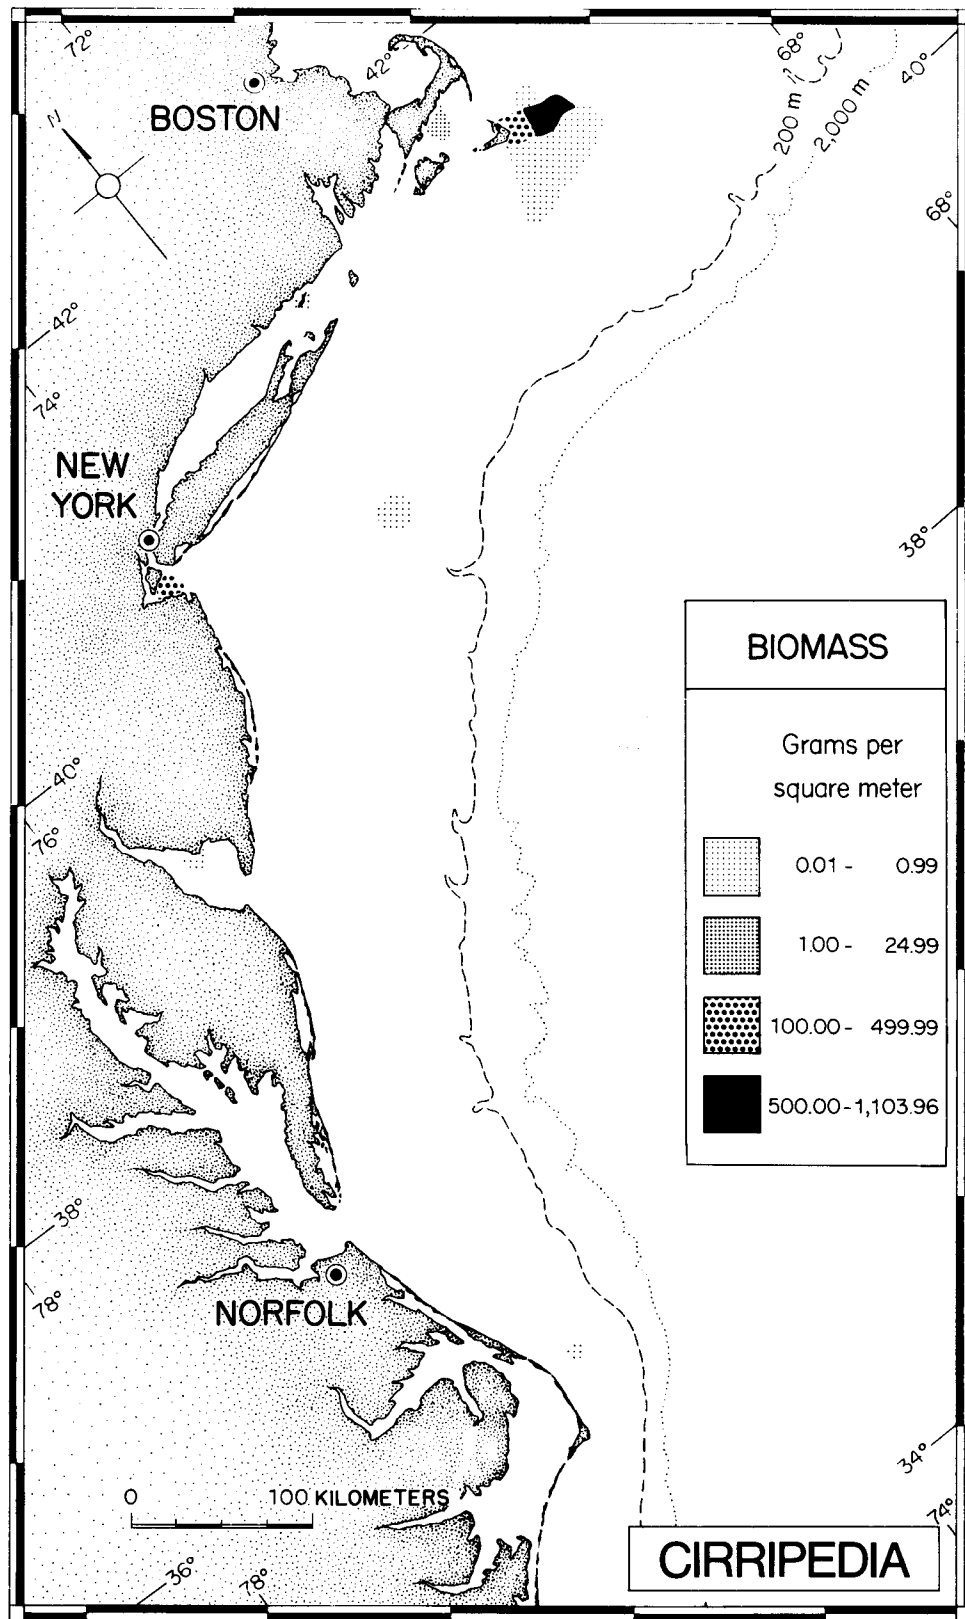 72°
42°
68°
40°
BOSTON
N
200 m
2,000 m
68°
42°
74°
NEW
YORK
38°
BIOMASS
Grams per
square meter
40°
76°
0.01 - 0.99
1.00 - 24.99
100.00 - 499.99
500.00 - 1,103.96
38°
78°
NORFOLK
34°
0 100 KILOMETERS
74°
CIRRIPEDIA
36°
78°